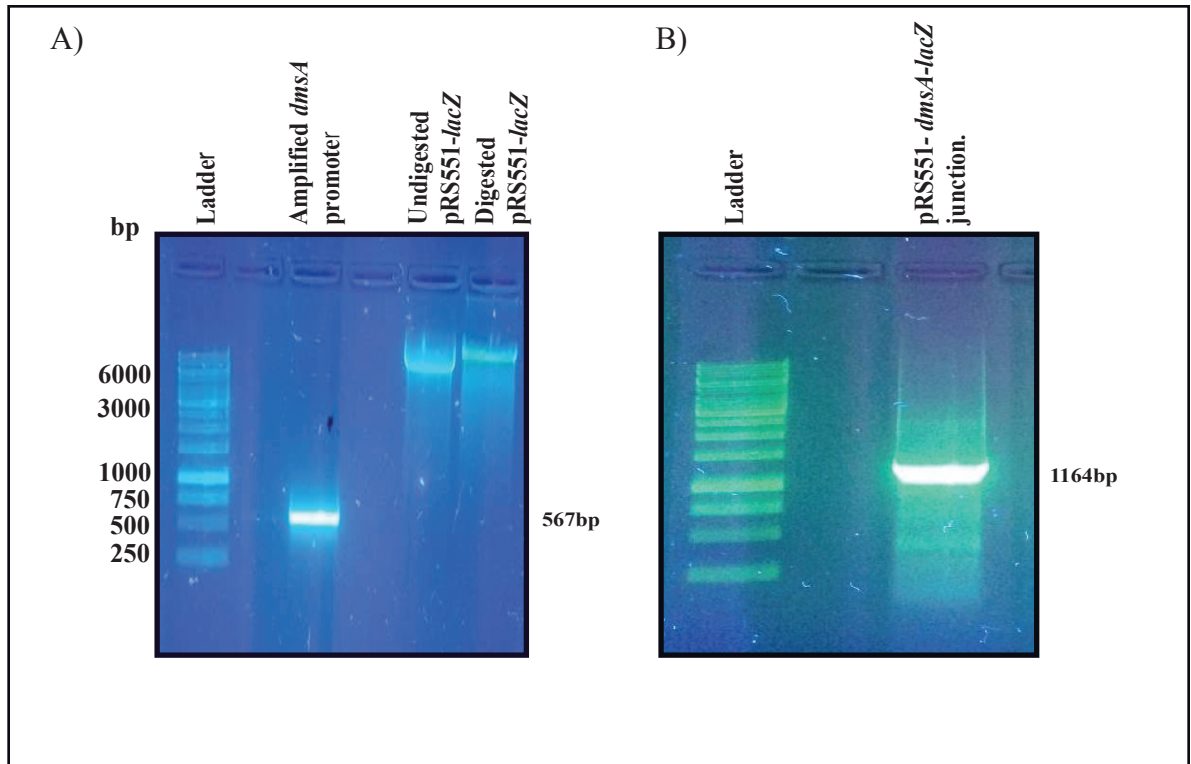 A)
Ladder
Amplified dmsA
promoter
Undigested
pRS551-lacZ
Digested
pRS551-lacZ
bp
6000
3000
1000
750
500
250
567bp
B)
Ladder
pRS551- dmsA-lacZ
junction.
1164bp